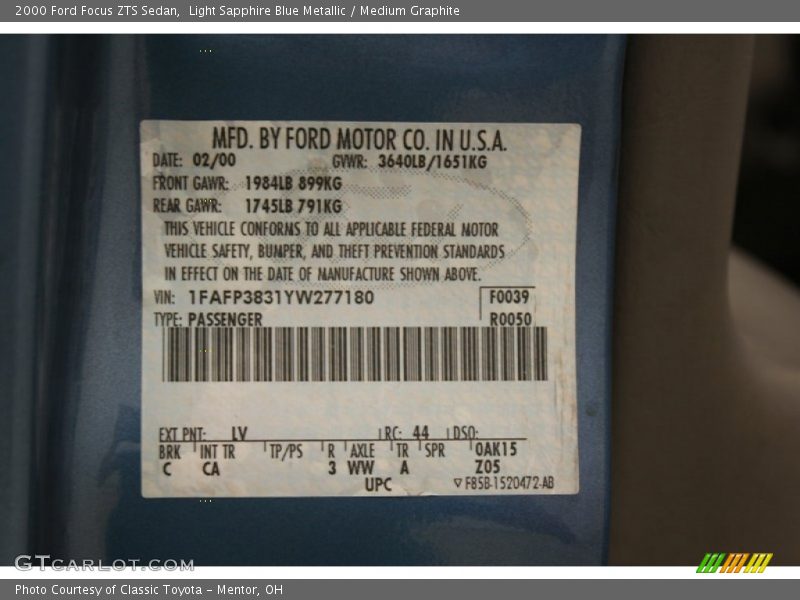 2000 Ford Focus ZTS Sedan,  Light Sapphire Blue Metallic / Medium Graphite
MFD. BY FORD MOTOR CO. IN U.S.A.
DATE: 02/00 GVWR: 3640LB/1651KG
FRONT GAWR: 1984LB 899KG
REAR GAWR: 1745LB 791KG
THIS VEHICLE CONFORMS TO ALL APPLICABLE FEDERAL MOTOR
VEHICLE SAFETY, BUMPER, AND THEFT PREVENTION STANDARDS
IN EFFECT ON THE DATE OF MANUFACTURE SHOWN ABOVE.
VIN: 1FAFP3831YW277180 F0039
TYPE: PASSENGER R0050
EXT PNT: LV RC: 44 DSO:
BRK INT TR TP/PS R AXLE TR SPR 0AK15
C CA 3 WW A Z05
UPC ▽ F85B-1520472-AB
GTCARLOT.COM
Photo Courtesy of Classic Toyota - Mentor, OH